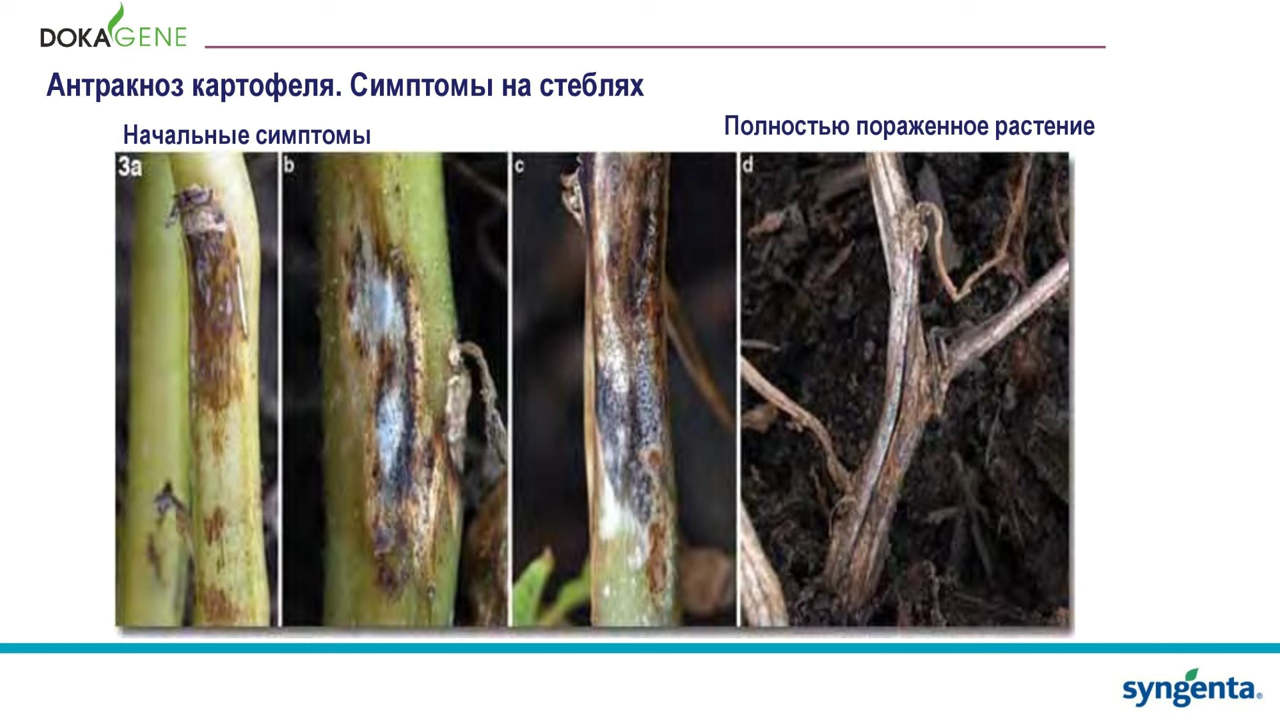 DOKAGENE
Антракноз картофеля. Симптомы на стеблях
Начальные симптомы
Полностью пораженное растение
3a
b
c
d
syngenta®